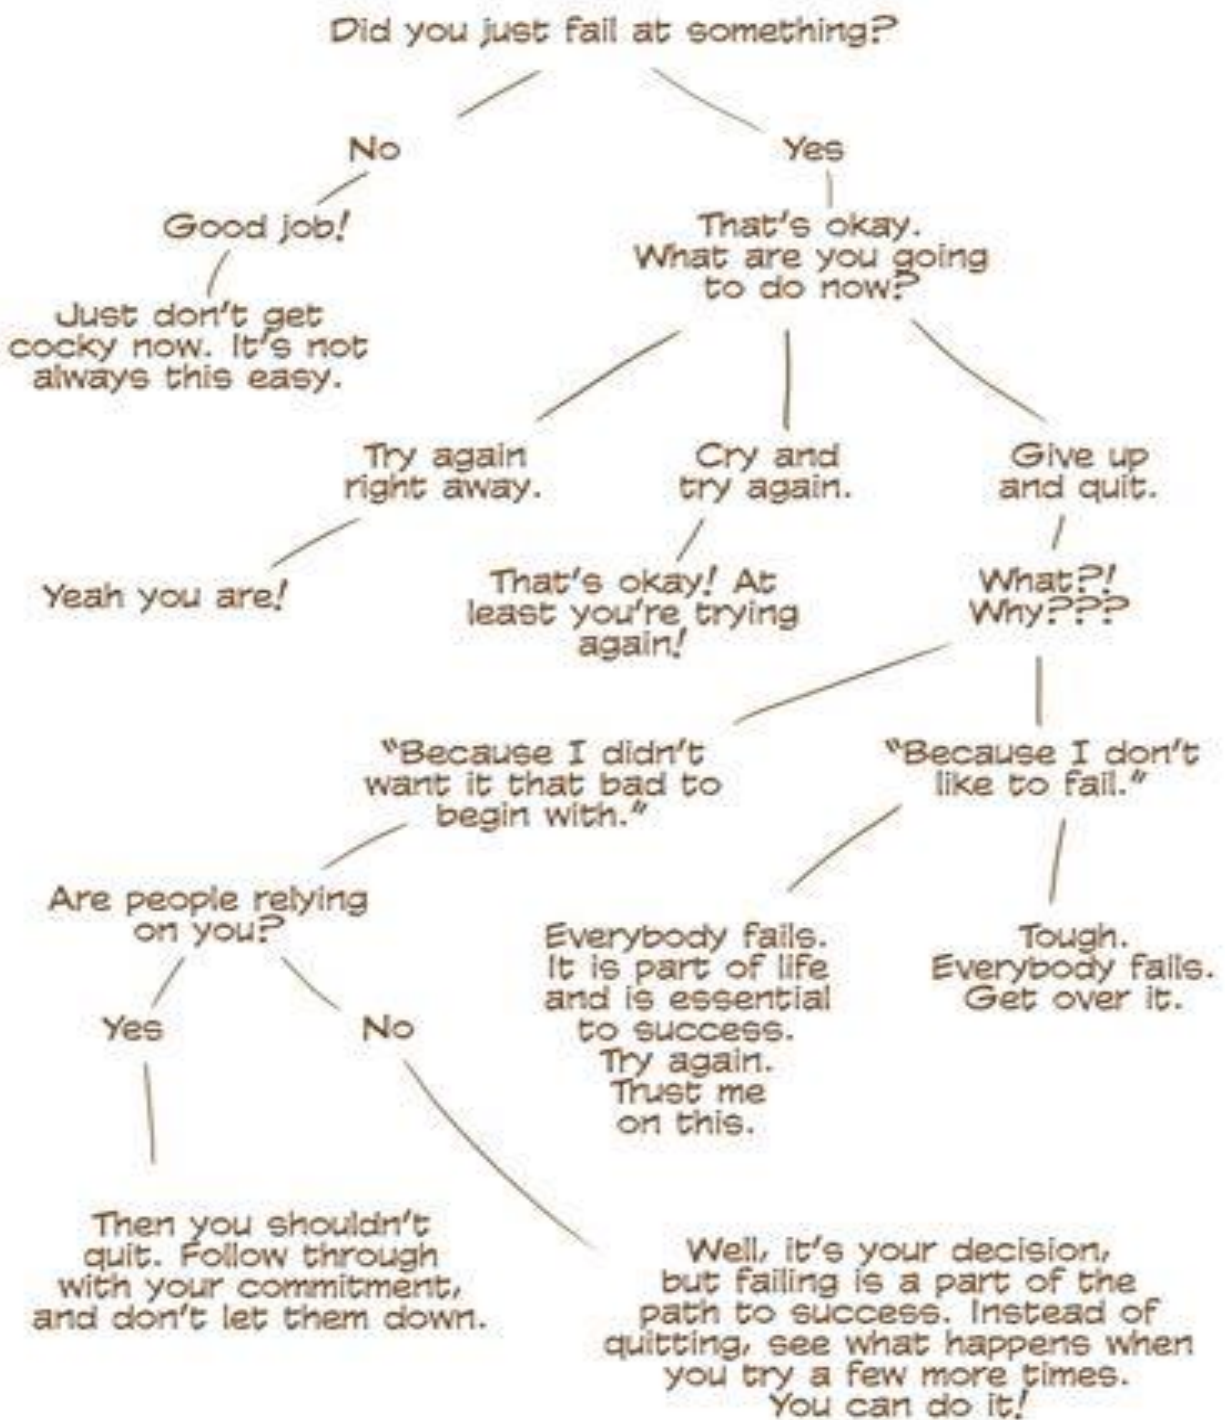 Did you just fail at something?
No
Yes
Good job!
That's okay.
What are you going
to do now?
Just don't get
cocky now. It's not
always this easy.
Try again
right away.
Cry and
try again.
Give up
and quit.
Yeah you are!
That's okay! At
least you're trying
again!
What?!
Why???
"Because I didn't
want it that bad to
begin with."
"Because I don't
like to fail."
Are people relying
on you?
Everybody fails.
It is part of life
and is essential
to success.
Try again.
Trust me
on this.
Tough.
Everybody fails.
Get over it.
Yes
No
Then you shouldn't
quit. Follow through
with your commitment,
and don't let them down.
Well, it's your decision,
but failing is a part of the
path to success. Instead of
quitting, see what happens when
you try a few more times.
You can do it!